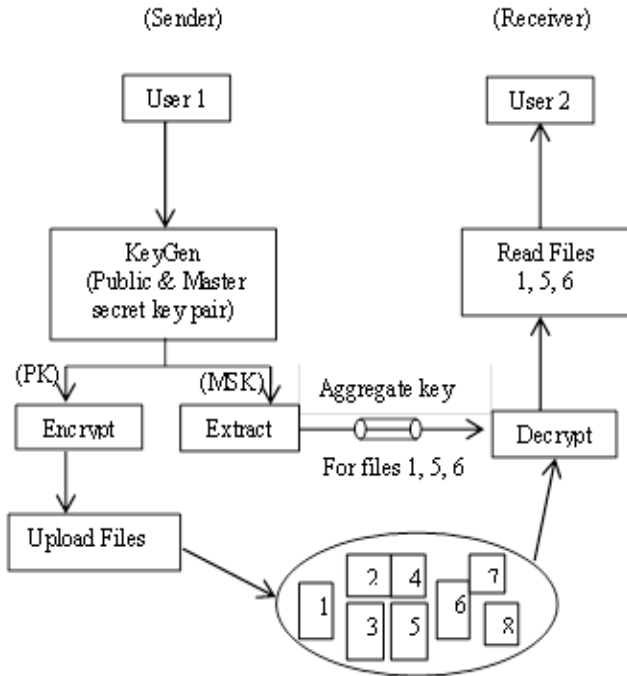 (Sender)
(Receiver)
User 1
User 2
KeyGen
(Public & Master
secret key pair)
Read Files
1, 5, 6
(PK)
(MSK)
Aggregate key
Encrypt
Extract
Decrypt
For files 1, 5, 6
Upload Files
2
4
7
1
6
3
5
8